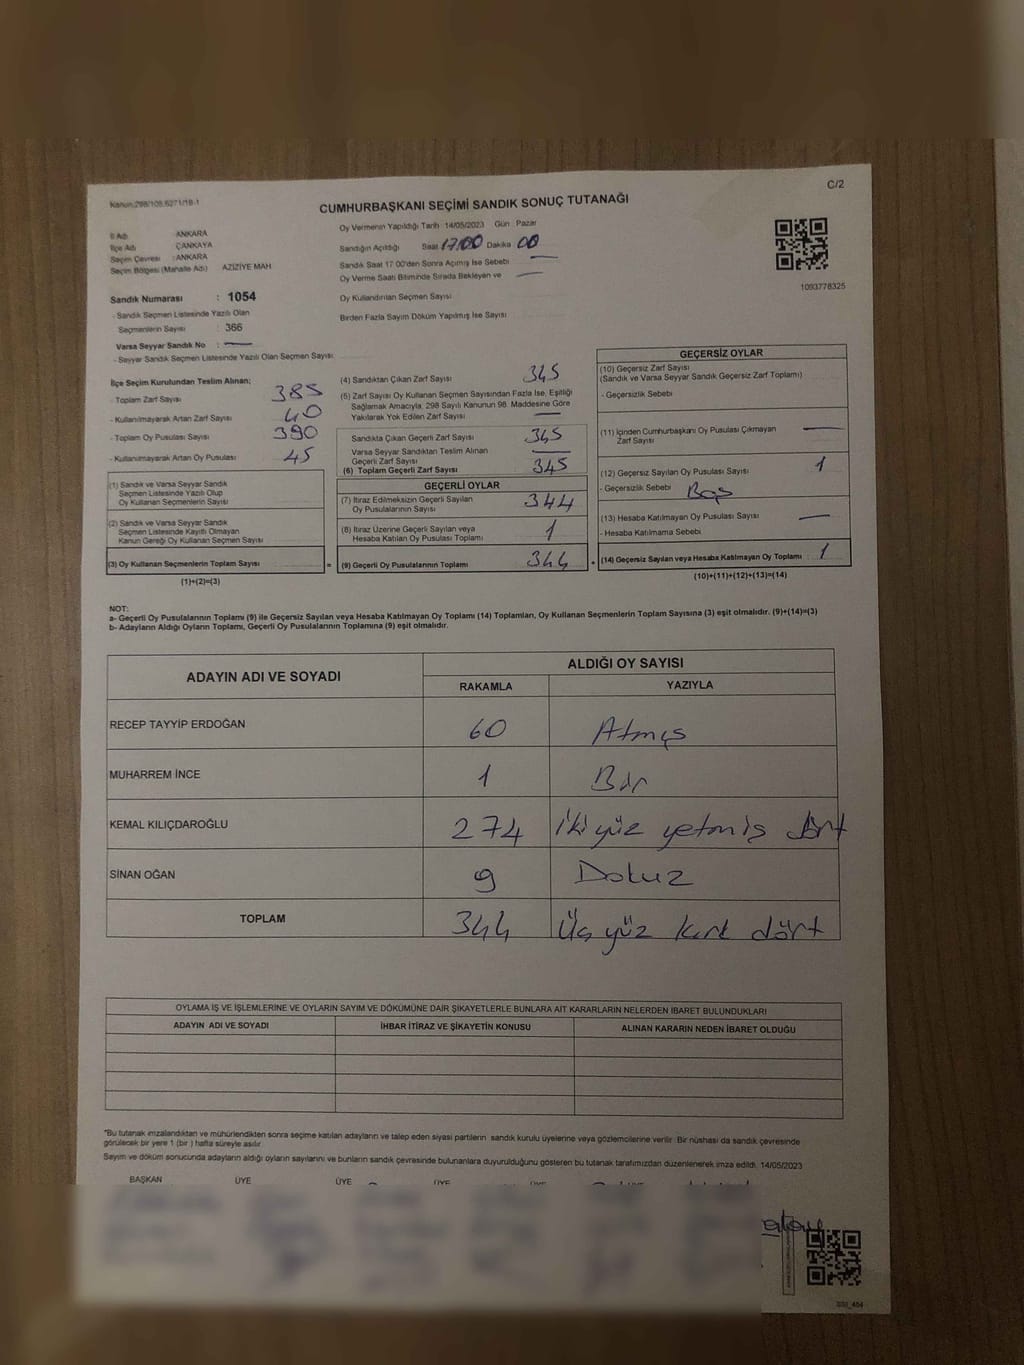 C/2
Kanun:298/105,6271/19-1
CUMHURBAŞKANI SEÇİMİ SANDIK SONUÇ TUTANAĞI
İl Adı : ANKARA
İlçe Adı : ÇANKAYA
Seçim Çevresi : ANKARA
Seçim Bölgesi (Mahalle Adı) AZİZİYE MAH
Oy Vermenin Yapıldığı Tarih 14/05/2023 Gün : Pazar
Sandığın Açıldığı Saat 17:00 Dakika 00
Sandık Saat 17:00'den Sonra Açılmış İse Sebebi
Oy Verme Saati Bitiminde Sırada Bekleyen ve
Oy Kullandırılan Seçmen Sayısı
Birden Fazla Sayım Döküm Yapılmış İse Sayısı
1093778325
Sandık Numarası : 1054
- Sandık Seçmen Listesinde Yazılı Olan
Seçmenlerin Sayısı : 366
Varsa Seyyar Sandık No : —
- Seyyar Sandık Seçmen Listesinde Yazılı Olan Seçmen Sayısı
İlçe Seçim Kurulundan Teslim Alınan;
- Toplam Zarf Sayısı 385
- Kullanılmayarak Artan Zarf Sayısı 40
- Toplam Oy Pusulası Sayısı 390
- Kullanılmayarak Artan Oy Pusulası 45
(1) Sandık ve Varsa Seyyar Sandık
Seçmen Listesinde Yazılı Olup
Oy Kullanan Seçmenlerin Sayısı
(2) Sandık ve Varsa Seyyar Sandık
Seçmen Listesinde Kayıtlı Olmayan
Kanun Gereği Oy Kullanan Seçmen Sayısı
(3) Oy Kullanan Seçmenlerin Toplam Sayısı
(1)+(2)=(3)
(4) Sandıktan Çıkan Zarf Sayısı 345
(5) Zarf Sayısı Oy Kullanan Seçmen Sayısından Fazla İse, Eşitliği
Sağlamak Amacıyla, 298 Sayılı Kanunun 98. Maddesine Göre
Yakılarak Yok Edilen Zarf Sayısı —
Sandıkta Çıkan Geçerli Zarf Sayısı 345
Varsa Seyyar Sandıktan Teslim Alınan
Geçerli Zarf Sayısı —
(6) Toplam Geçerli Zarf Sayısı 345
GEÇERLİ OYLAR
(7) İtiraz Edilmeksizin Geçerli Sayılan
Oy Pusulalarının Sayısı 344
(8) İtiraz Üzerine Geçerli Sayılan veya
Hesaba Katılan Oy Pusulası Toplamı 1
= (9) Geçerli Oy Pusulalarının Toplamı 344 +
GEÇERSİZ OYLAR
(10) Geçersiz Zarf Sayısı
(Sandık ve Varsa Seyyar Sandık Geçersiz Zarf Toplamı)
- Geçersizlik Sebebi
(11) İçinden Cumhurbaşkanı Oy Pusulası Çıkmayan
Zarf Sayısı —
(12) Geçersiz Sayılan Oy Pusulası Sayısı 1
- Geçersizlik Sebebi Boş
(13) Hesaba Katılmayan Oy Pusulası Sayısı —
- Hesaba Katılmama Sebebi
(14) Geçersiz Sayılan veya Hesaba Katılmayan Oy Toplamı 1
(10)+(11)+(12)+(13)=(14)
NOT:
a- Geçerli Oy Pusulalarının Toplamı (9) ile Geçersiz Sayılan veya Hesaba Katılmayan Oy Toplamı (14) Toplamları, Oy Kullanan Seçmenlerin Toplam Sayısına (3) eşit olmalıdır. (9)+(14)=(3)
b- Adayların Aldığı Oyların Toplamı, Geçerli Oy Pusulalarının Toplamına (9) eşit olmalıdır.
ADAYIN ADI VE SOYADI
ALDIĞI OY SAYISI
RAKAMLA YAZIYLA
RECEP TAYYİP ERDOĞAN 60 Atmış
MUHARREM İNCE 1 Bir
KEMAL KILIÇDAROĞLU 274 İki yüz yetmiş dört
SİNAN OĞAN 9 Dokuz
TOPLAM 344 Üç yüz kırk dört
OYLAMA İŞ VE İŞLEMLERİNE VE OYLARIN SAYIM VE DÖKÜMÜNE DAİR ŞİKAYETLERLE BUNLARA AİT KARARLARIN NELERDEN İBARET BULUNDUKLARI
ADAYIN ADI VE SOYADI İHBAR İTİRAZ VE ŞİKAYETİN KONUSU ALINAN KARARIN NEDEN İBARET OLDUĞU
*Bu tutanak imzalandıktan ve mühürlendikten sonra seçime katılan adayların ve talep eden siyasi partilerin sandık kurulu üyelerine veya gözlemcilerine verilir. Bir nüshası da sandık çevresinde
görülecek bir yere 1 (bir ) hafta süreyle asılır.
Sayım ve döküm sonucunda adayların aldığı oyların sayılarını ve bunların sandık çevresinde bulunanlara duyurulduğunu gösteren bu tutanak tarafımızdan düzenlenerek imza edildi. 14/05/2023
BAŞKAN ÜYE ÜYE ÜYE ÜYE ÜYE